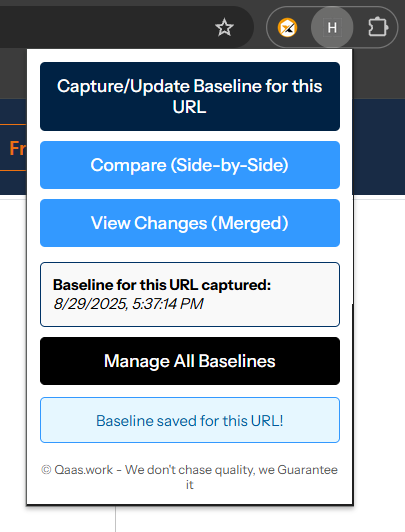 H
Capture/Update Baseline for this
URL
Fr
Compare (Side-by-Side)
View Changes (Merged)
Baseline for this URL captured:
8/29/2025, 5:37:14 PM
Manage All Baselines
Baseline saved for this URL!
© Qaas.work - We don't chase quality, we Guarantee
it